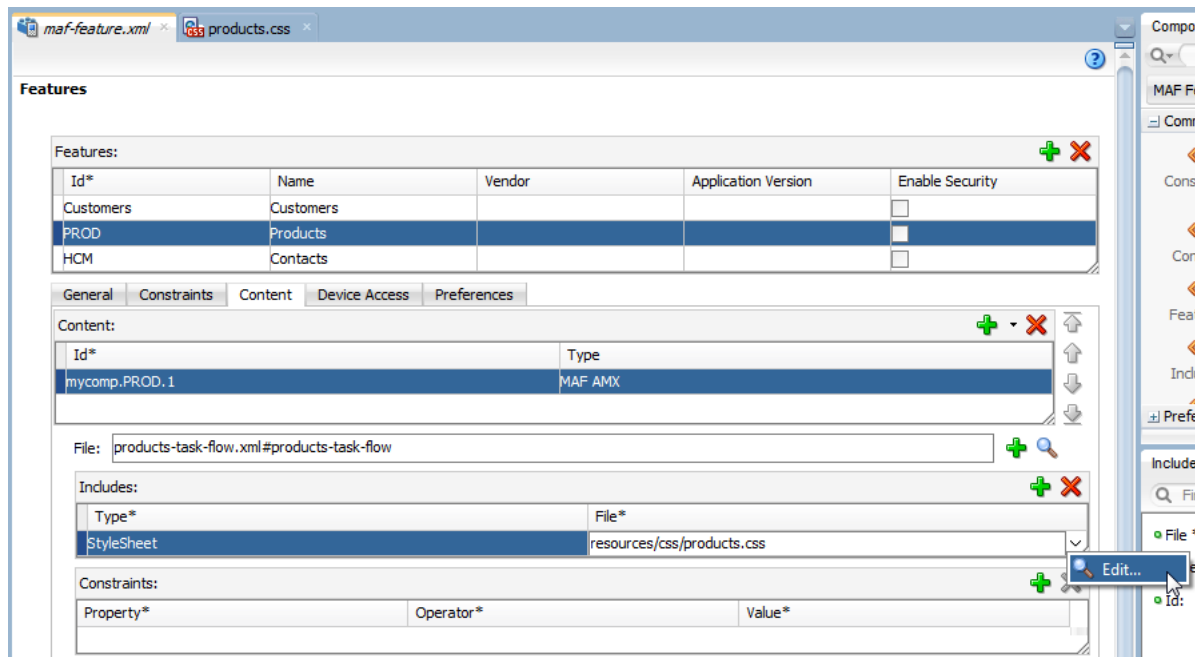 maf-feature.xml
products.css
Compo
Features
MAF Fe
Features:
Id* Name Vendor Application Version Enable Security
Customers Customers
PROD Products
HCM Contacts
General Constraints Content Device Access Preferences
Content:
Id* Type
mycomp.PROD.1 MAF AMX
File: products-task-flow.xml#products-task-flow
Includes:
Type* File*
StyleSheet resources/css/products.css
Edit...
Constraints:
Property* Operator* Value*
Comm
Cons
Con
Feat
Incl
Prefe
Include
Fi
File *
Id: